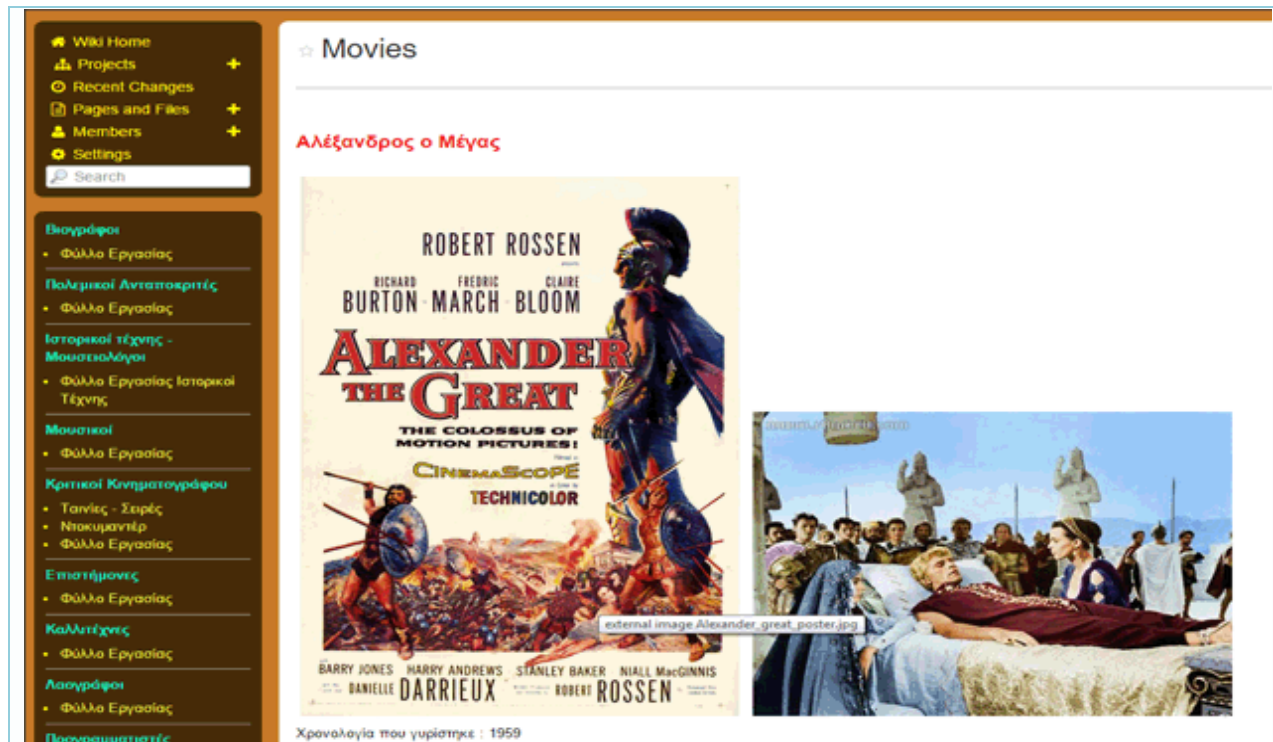 Wiki Home
Projects
Recent Changes
Pages and Files
Members
Settings
Search
Βιογράφοι
Φύλλο Εργασίας
Πολεμικοί Ανταποκριτές
Φύλλο Εργασίας
Ιστορικοί τέχνης -
Μουσειολόγοι
Φύλλο Εργασίας Ιστορικοί
Τέχνης
Μουσικοί
Φύλλο Εργασίας
Κριτικοί Κινηματογράφου
Ταινίες - Σειρές
Ντοκυμαντέρ
Φύλλο Εργασίας
Επιστήμονες
Φύλλο Εργασίας
Καλλιτέχνες
Φύλλο Εργασίας
Λαογράφοι
Φύλλο Εργασίας
Προγραμματιστές
Movies
Αλέξανδρος ο Μέγας
ROBERT ROSSEN
RICHARD FREDRIC CLAIRE
BURTON - MARCH - BLOOM
ALEXANDER
THE GREAT
THE COLOSSUS OF
MOTION PICTURES!
CINEMASCOPE
TECHNICOLOR
external image Alexander_great_poster.jpg
BARRY JONES HARRY ANDREWS STANLEY BAKER NIALL MacGINNIS
DANIELLE DARRIEUX ROBERT ROSSEN
Χρονολογία που γυρίστηκε : 1959